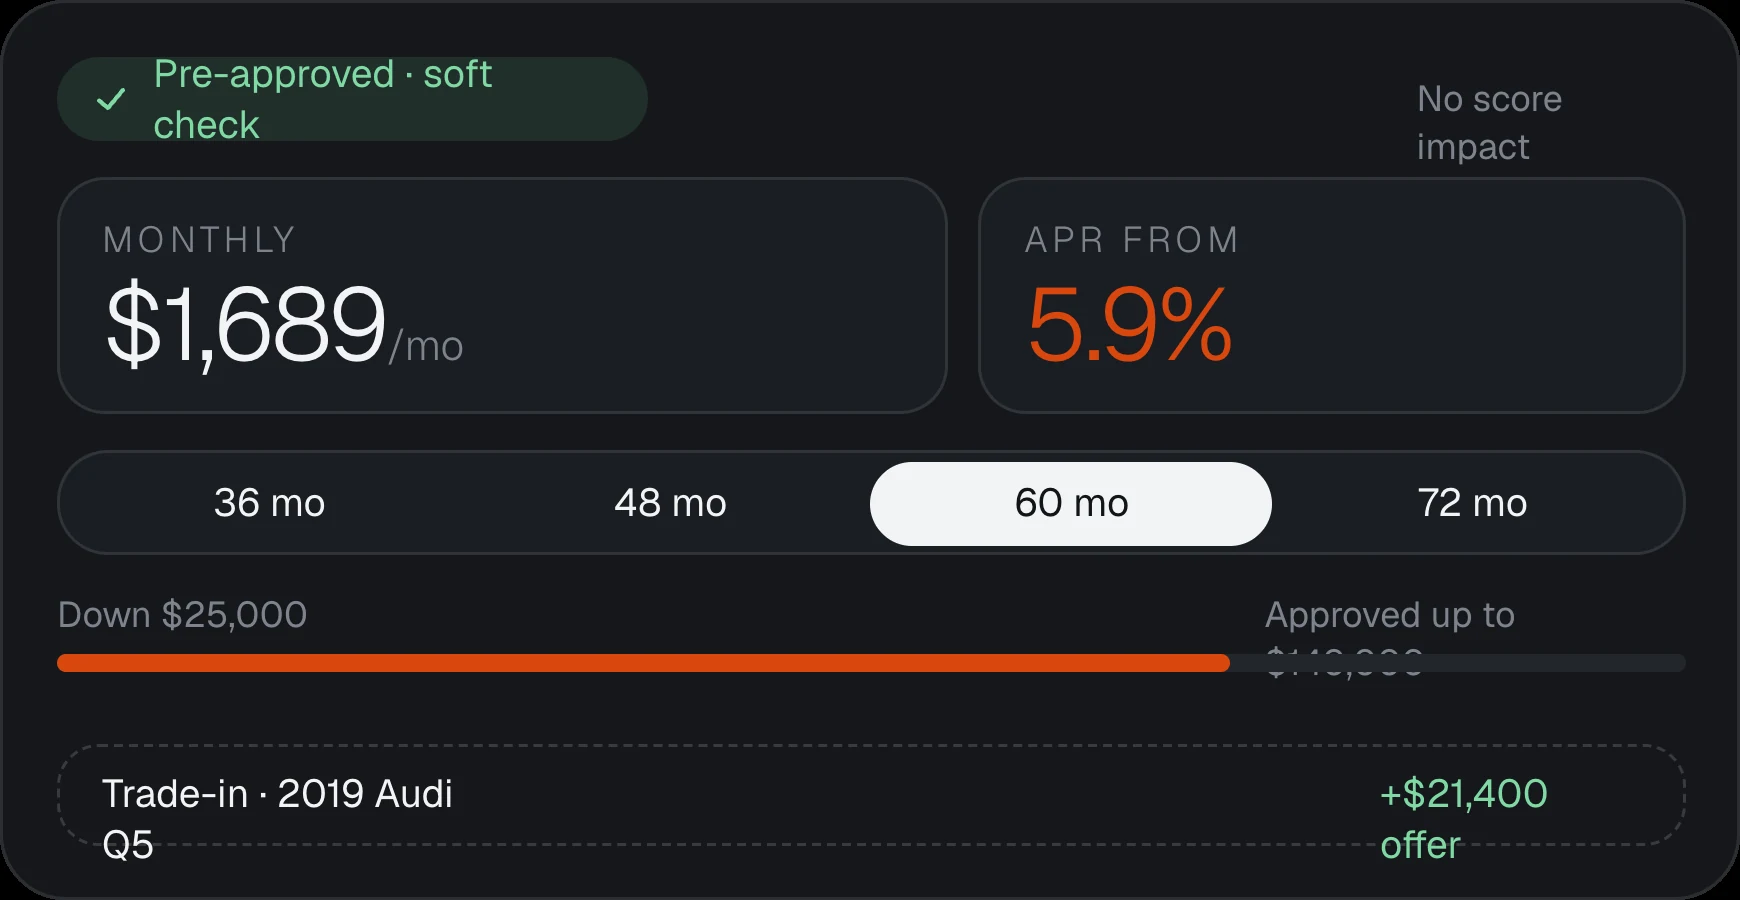 Pre-approved · soft
check
No score
impact
MONTHLY
$1,689/mo
APR FROM
5.9%
36 mo
48 mo
60 mo
72 mo
Down $25,000
Approved up to
Trade-in · 2019 Audi
Q5
+$21,400
offer